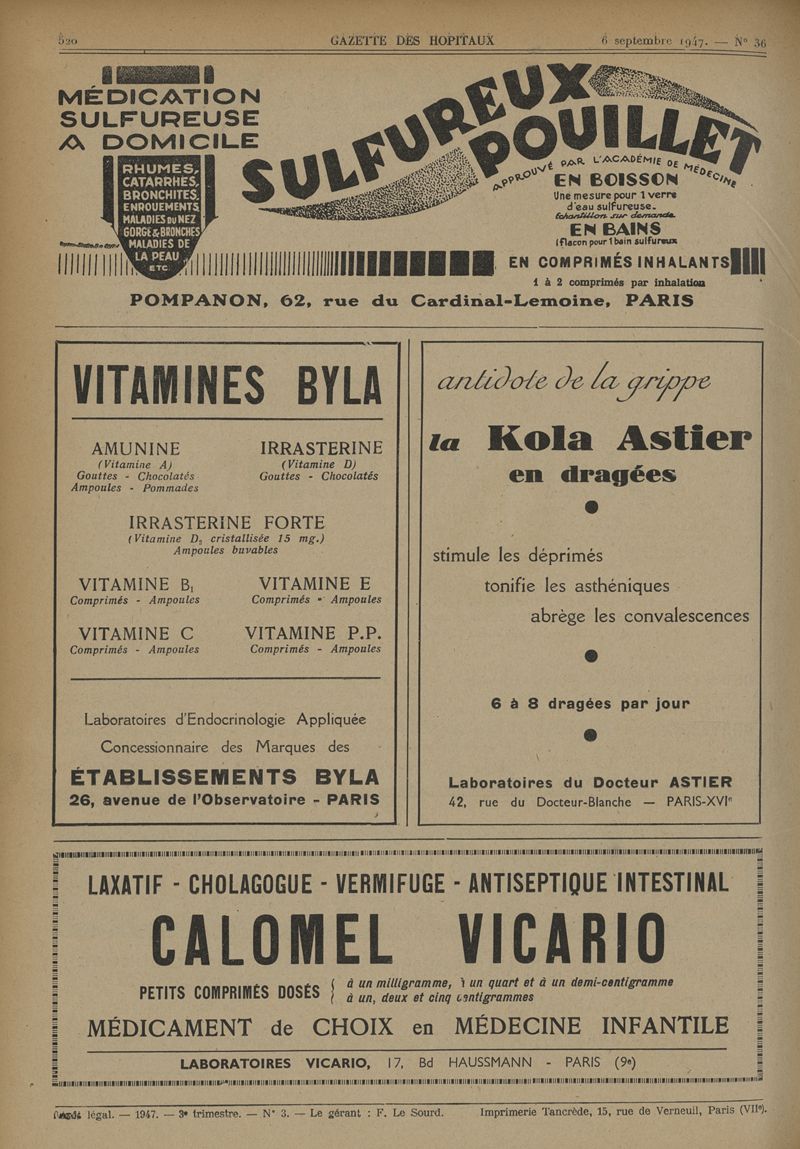 520
GAZETTE DES HOPITAUX
6 septembre 1947. — N° 36
MÉDICATION
SULFUREUSE
A DOMICILE
RHUMES,
CATARRHES,
BRONCHITES,
ENROUEMENTS
MALADIES DU NEZ
GORGE & BRONCHES
MALADIES DE
LA PEAU
ETC.
SULFUREUX
POUILLET
APPROUVÉ PAR L'ACADÉMIE DE MÉDECINE
EN BOISSON
Une mesure pour 1 verre
d'eau sulfureuse.
Échantillon sur demande.
EN BAINS
1 flacon pour 1 bain sulfureux
EN COMPRIMÉS INHALANTS
1 à 2 comprimés par inhalation
POMPANON, 62, rue du Cardinal-Lemoine, PARIS
VITAMINES BYLA
AMUNINE
(Vitamine A)
Gouttes - Chocolatés
Ampoules - Pommades
IRRASTERINE
(Vitamine D)
Gouttes - Chocolatés
IRRASTERINE FORTE
(Vitamine D₂ cristallisée 15 mg.)
Ampoules buvables
VITAMINE B₁
Comprimés - Ampoules
VITAMINE E
Comprimés - Ampoules
VITAMINE C
Comprimés - Ampoules
VITAMINE P.P.
Comprimés - Ampoules
Laboratoires d'Endocrinologie Appliquée
Concessionnaire des Marques des
ÉTABLISSEMENTS BYLA
26, avenue de l'Observatoire - PARIS
antidote de la grippe
la Kola Astier
en dragées
stimule les déprimés
tonifie les asthéniques
abrège les convalescences
6 à 8 dragées par jour
Laboratoires du Docteur ASTIER
42, rue du Docteur-Blanche — PARIS-XVIe
LAXATIF - CHOLAGOGUE - VERMIFUGE - ANTISEPTIQUE INTESTINAL
CALOMEL VICARIO
PETITS COMPRIMÉS DOSÉS
à un milligramme, à un quart et à un demi-centigramme
à un, deux et cinq centigrammes
MÉDICAMENT de CHOIX en MÉDECINE INFANTILE
LABORATOIRES VICARIO, 17, Bd HAUSSMANN - PARIS (9e)
légal. — 1947. — 3e trimestre. — N° 3. — Le gérant : F. Le Sourd.
Imprimerie Tancrède, 15, rue de Verneuil, Paris (VIIe).